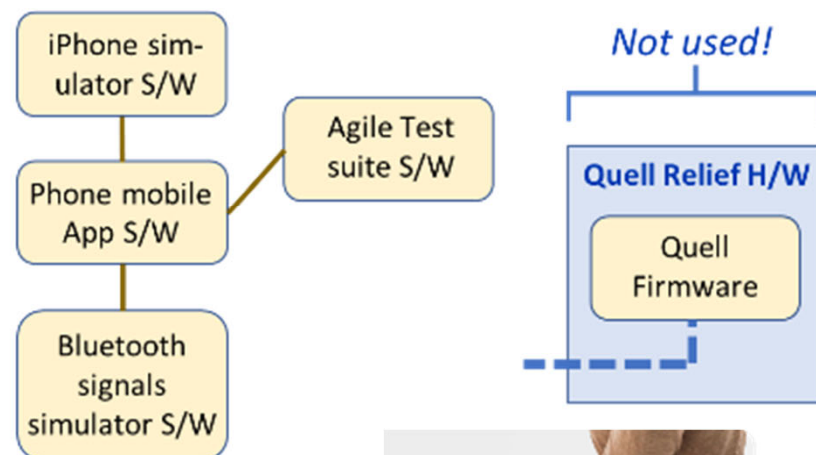 iPhone sim-
ulator S/W
Phone mobile
App S/W
Bluetooth
signals
simulator S/W
Agile Test
suite S/W
Not used!
Quell Relief H/W
Quell
Firmware